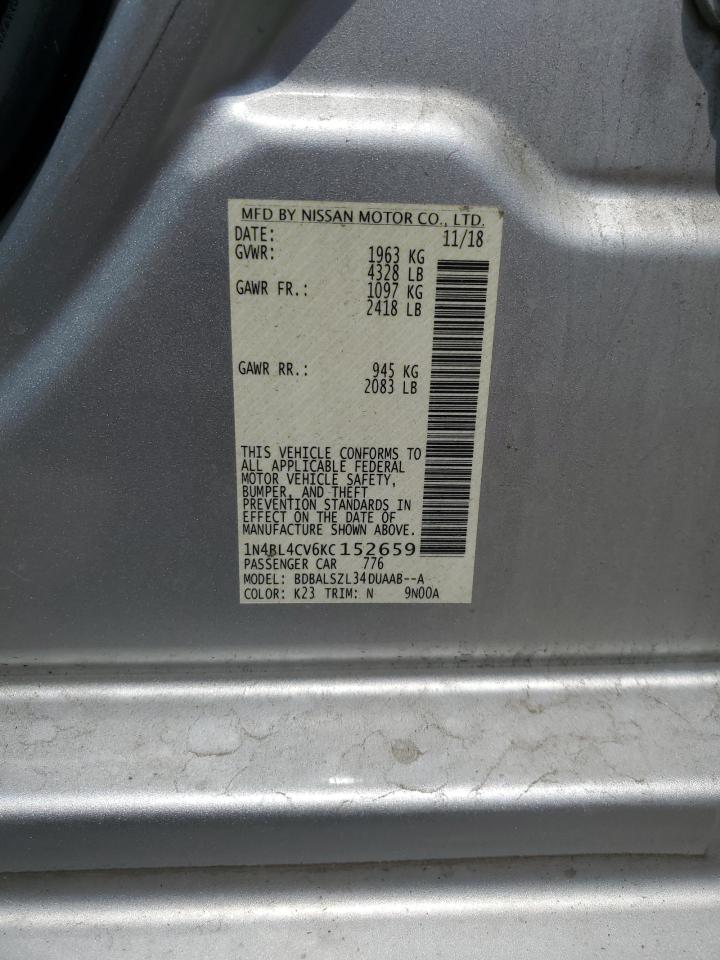 MFD BY NISSAN MOTOR CO., LTD.
DATE: 11/18
GVWR: 1963 KG
4328 LB
GAWR FR.: 1097 KG
2418 LB
GAWR RR.: 945 KG
2083 LB
THIS VEHICLE CONFORMS TO
ALL APPLICABLE FEDERAL
MOTOR VEHICLE SAFETY,
BUMPER, AND THEFT
PREVENTION STANDARDS IN
EFFECT ON THE DATE OF
MANUFACTURE SHOWN ABOVE.
1N4BL4CV6KC152659
PASSENGER CAR 776
MODEL: BDBALSZL34DUAAB--A
COLOR: K23 TRIM: N 9N00A